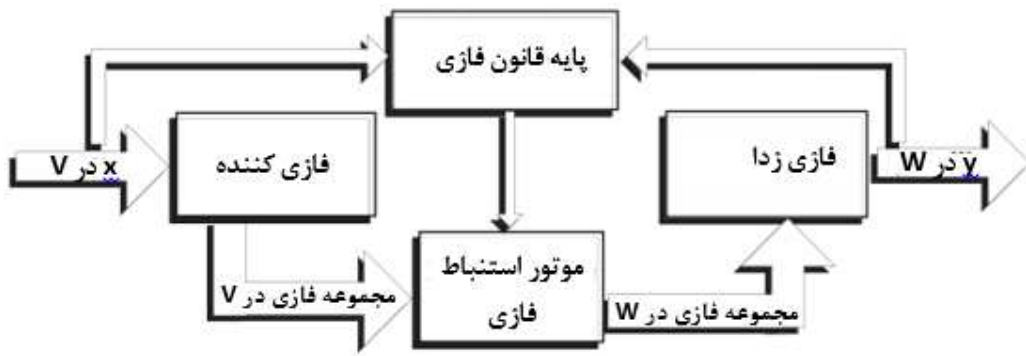 پایه قانون فازی
x در V
فازی کننده
فازی زدا
y در W
موتور استنباط
فازی
مجموعه فازی در V
مجموعه فازی در W